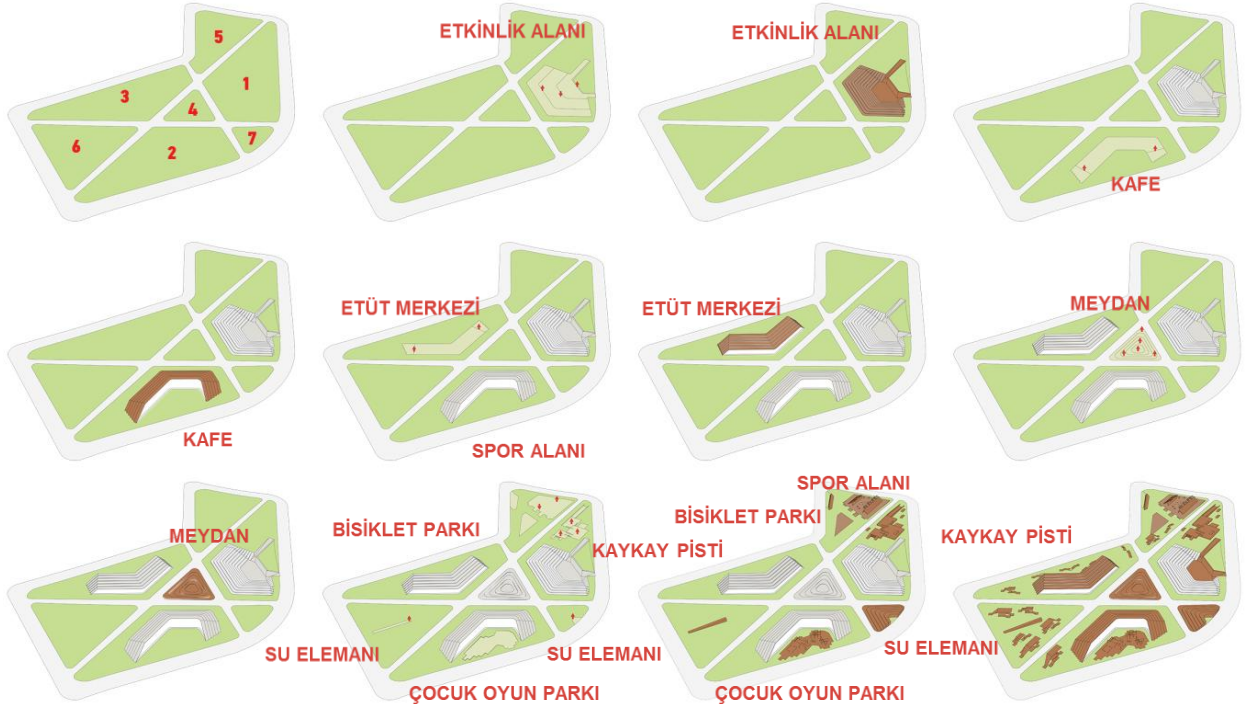 5
1
3
4
7
6
2
ETKİNLİK ALANI
ETKİNLİK ALANI
KAFE
KAFE
ETÜT MERKEZİ
ETÜT MERKEZİ
MEYDAN
SPOR ALANI
MEYDAN
BİSİKLET PARKI
KAYKAY PİSTİ
SU ELEMANI
SU ELEMANI
ÇOCUK OYUN PARKI
SPOR ALANI
BİSİKLET PARKI
ÇOCUK OYUN PARKI
KAYKAY PİSTİ
SU ELEMANI